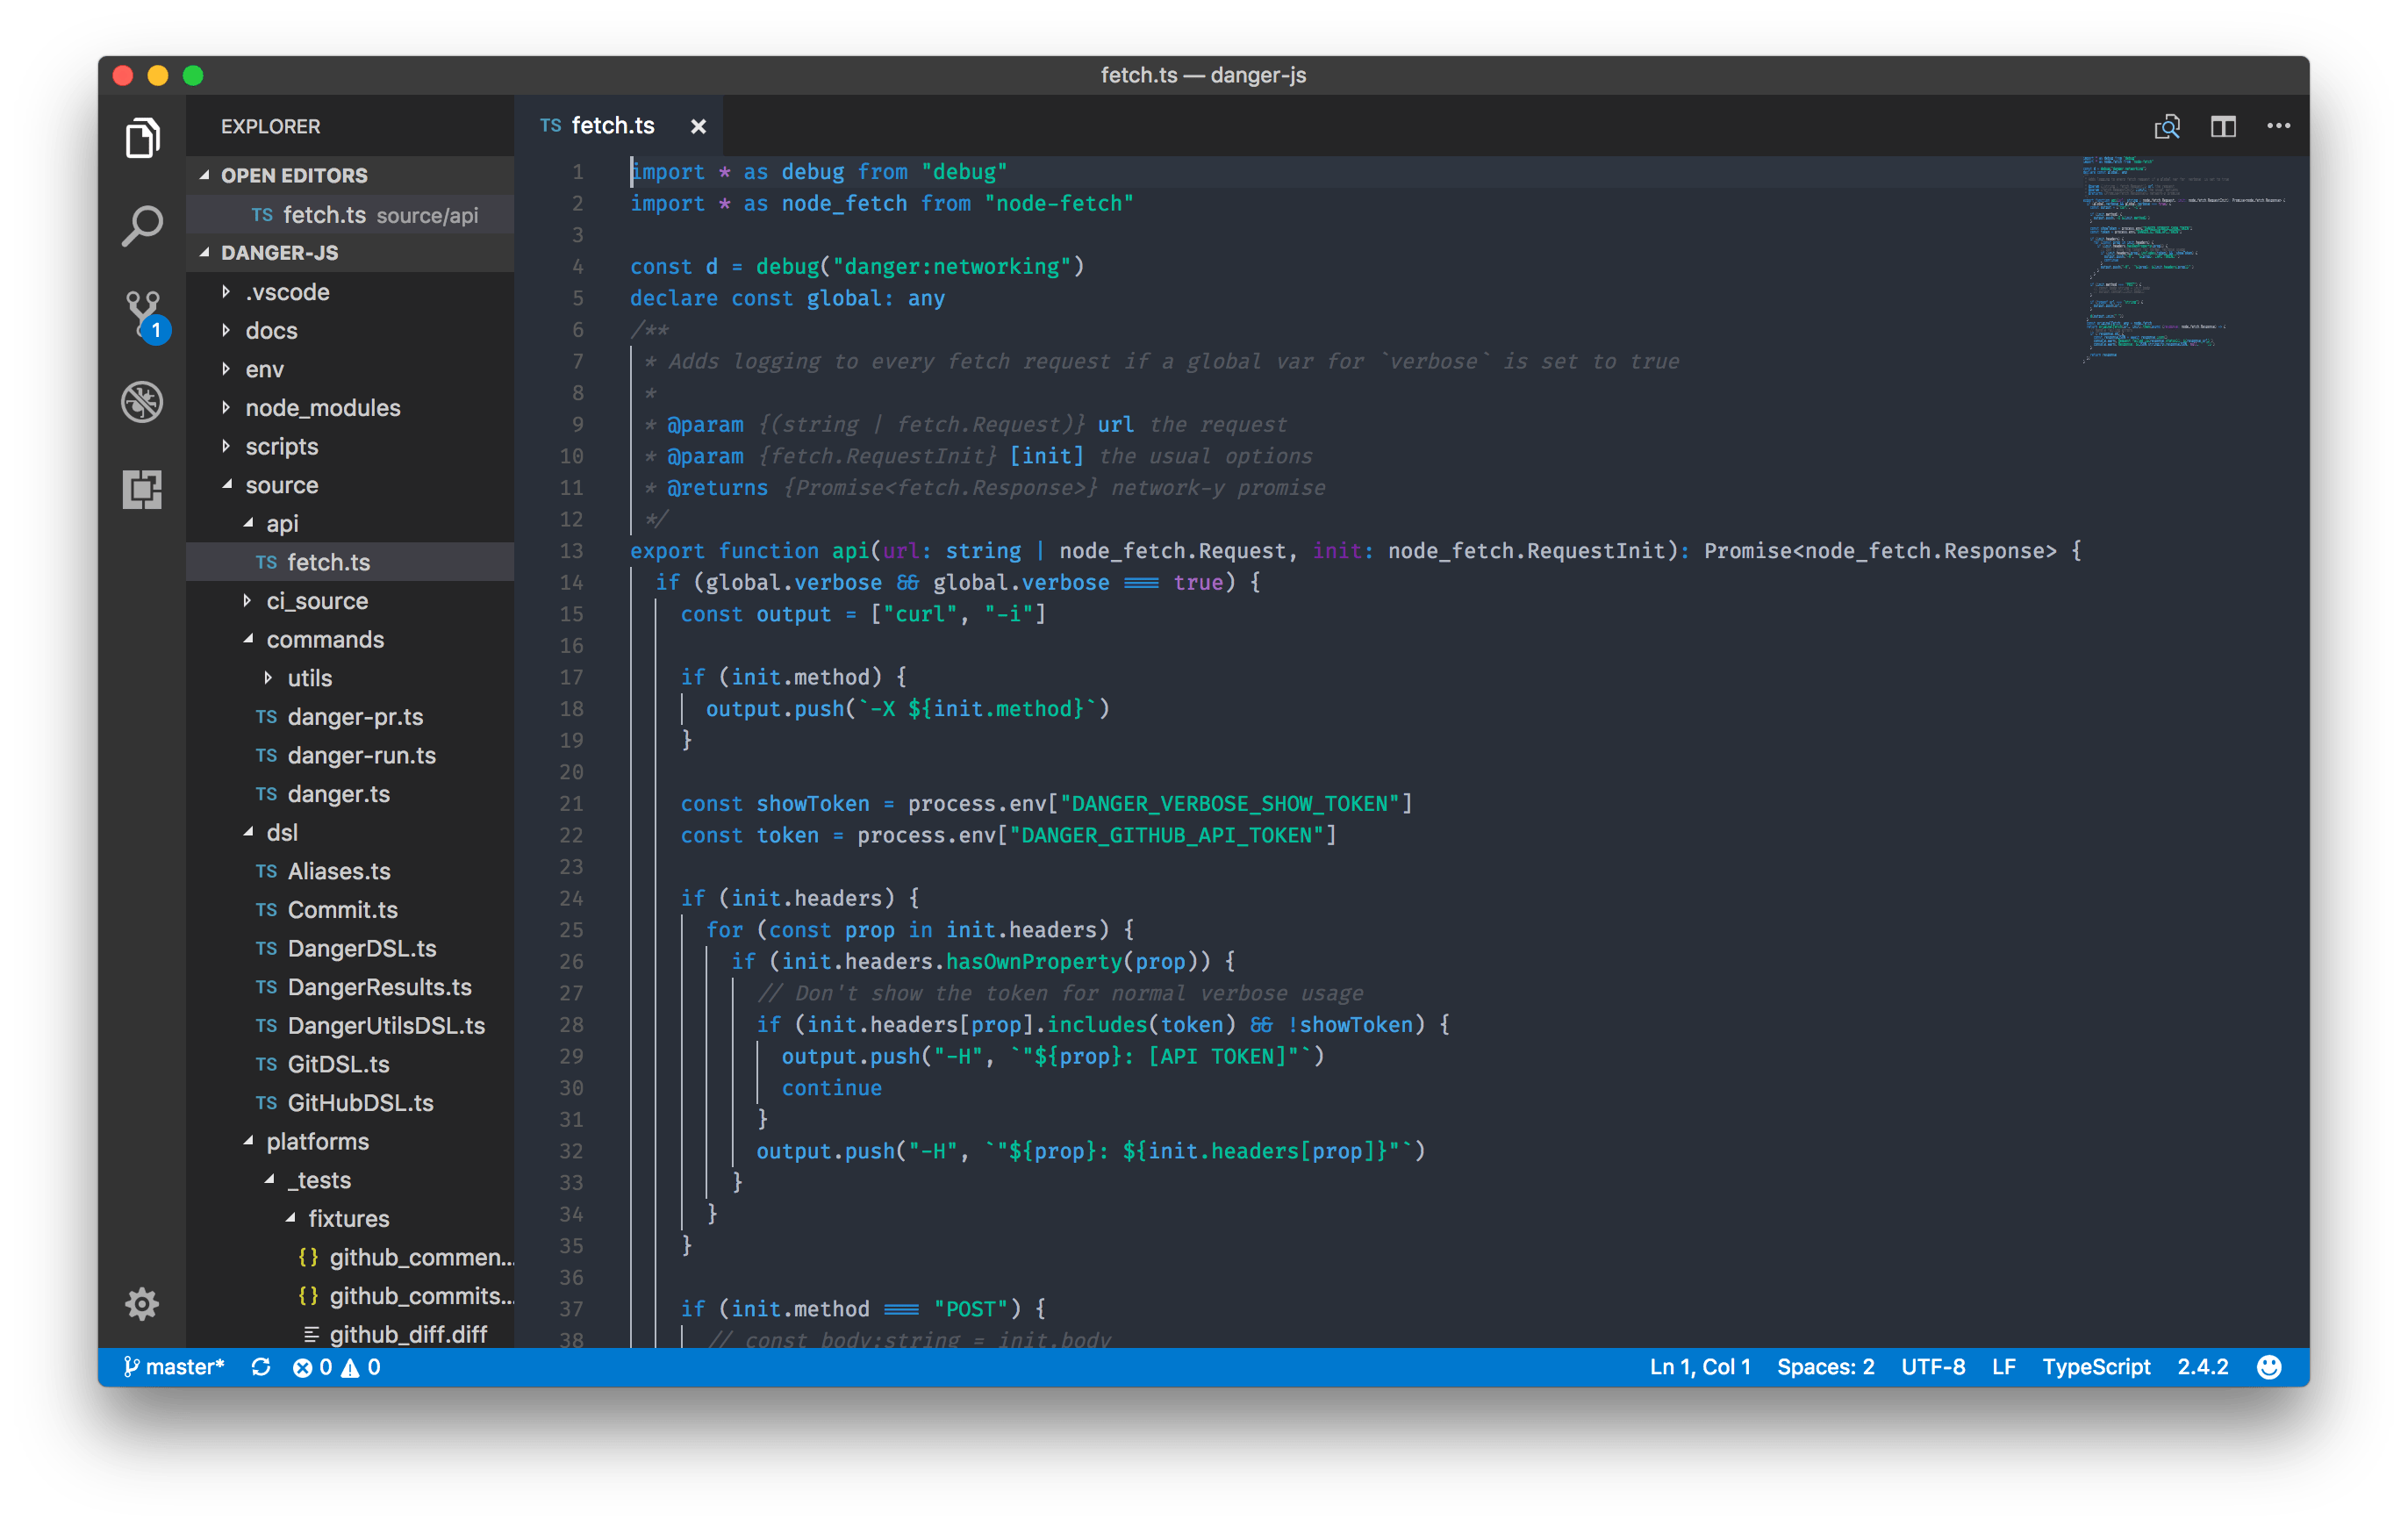 fetch.ts — danger-js
EXPLORER
OPEN EDITORS
TS fetch.ts source/api
DANGER-JS
.vscode
docs
env
node_modules
scripts
source
api
TS fetch.ts
ci_source
commands
utils
TS danger-pr.ts
TS danger-run.ts
TS danger.ts
dsl
TS Aliases.ts
TS Commit.ts
TS DangerDSL.ts
TS DangerResults.ts
TS DangerUtilsDSL.ts
TS GitDSL.ts
TS GitHubDSL.ts
platforms
_tests
fixtures
{} github_commen...
{} github_commits...
github_diff.diff
1
TS fetch.ts ×
1 import * as debug from "debug"
2 import * as node_fetch from "node-fetch"
3
4 const d = debug("danger:networking")
5 declare const global: any
6 /**
7 * Adds logging to every fetch request if a global var for `verbose` is set to true
8 *
9 * @param {(string | fetch.Request)} url the request
10 * @param {fetch.RequestInit} [init] the usual options
11 * @returns {Promise<fetch.Response>} network-y promise
12 */
13 export function api(url: string | node_fetch.Request, init: node_fetch.RequestInit): Promise<node_fetch.Response> {
14 if (global.verbose && global.verbose === true) {
15 const output = ["curl", "-i"]
16
17 if (init.method) {
18 output.push(`-X ${init.method}`)
19 }
20
21 const showToken = process.env["DANGER_VERBOSE_SHOW_TOKEN"]
22 const token = process.env["DANGER_GITHUB_API_TOKEN"]
23
24 if (init.headers) {
25 for (const prop in init.headers) {
26 if (init.headers.hasOwnProperty(prop)) {
27 // Don't show the token for normal verbose usage
28 if (init.headers[prop].includes(token) && !showToken) {
29 output.push("-H", `"${prop}: [API TOKEN]"`)
30 continue
31 }
32 output.push("-H", `"${prop}: ${init.headers[prop]}"`)
33 }
34 }
35 }
36
37 if (init.method === "POST") {
38 // const body:string = init.body
master* 0 0
Ln 1, Col 1 Spaces: 2 UTF-8 LF TypeScript 2.4.2